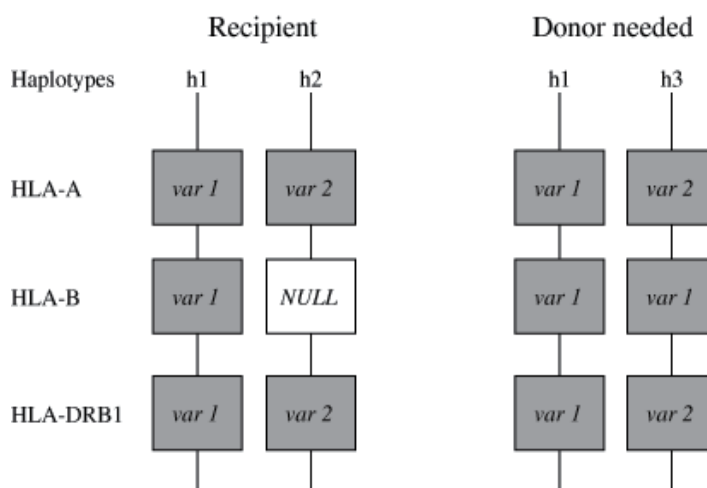 Recipient Donor needed
Haplotypes h1 h2 h1 h3
HLA-A var 1 var 2 var 1 var 2
HLA-B var 1 NULL var 1 var 1
HLA-DRB1 var 1 var 2 var 1 var 2